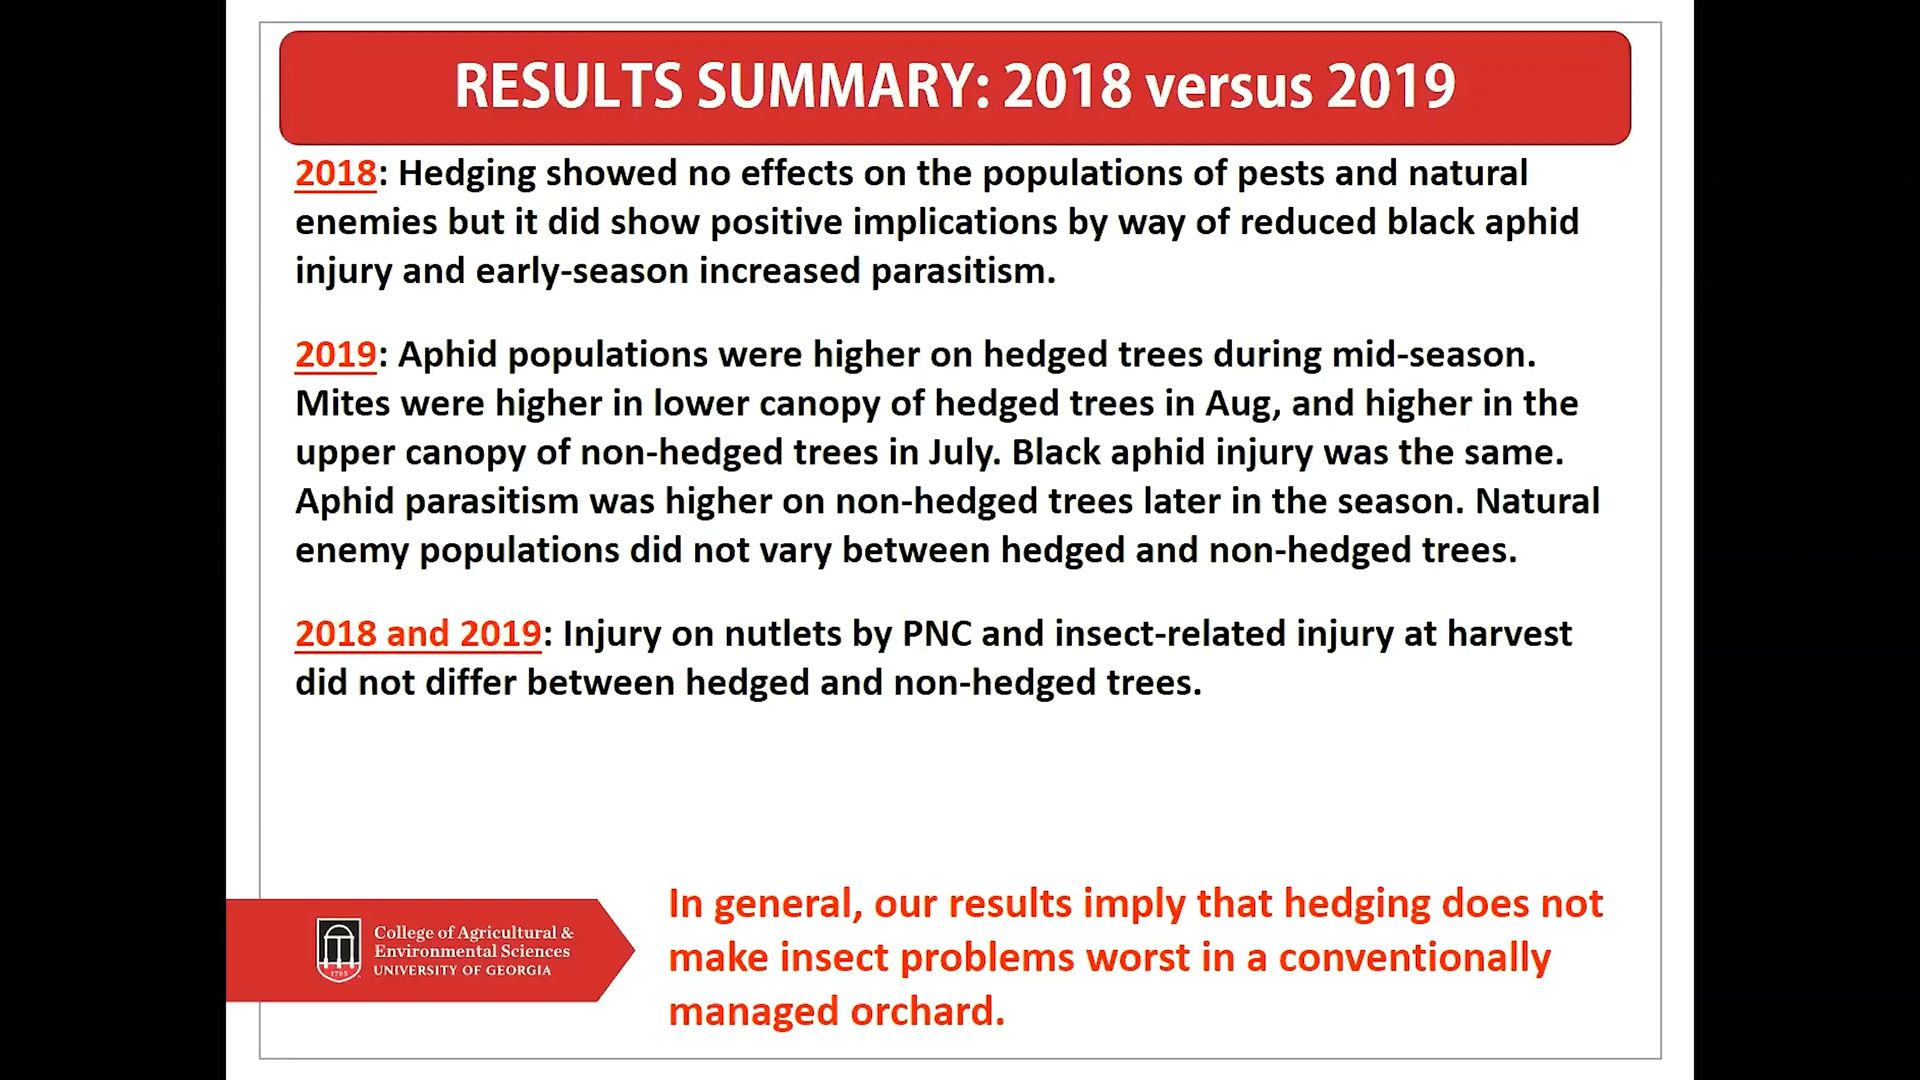 RESULTS SUMMARY: 2018 versus 2019
2018: Hedging showed no effects on the populations of pests and natural
enemies but it did show positive implications by way of reduced black aphid
injury and early-season increased parasitism.
2019: Aphid populations were higher on hedged trees during mid-season.
Mites were higher in lower canopy of hedged trees in Aug, and higher in the
upper canopy of non-hedged trees in July. Black aphid injury was the same.
Aphid parasitism was higher on non-hedged trees later in the season. Natural
enemy populations did not vary between hedged and non-hedged trees.
2018 and 2019: Injury on nutlets by PNC and insect-related injury at harvest
did not differ between hedged and non-hedged trees.
In general, our results imply that hedging does not
make insect problems worst in a conventionally
managed orchard.
1785
College of Agricultural &
Environmental Sciences
UNIVERSITY OF GEORGIA